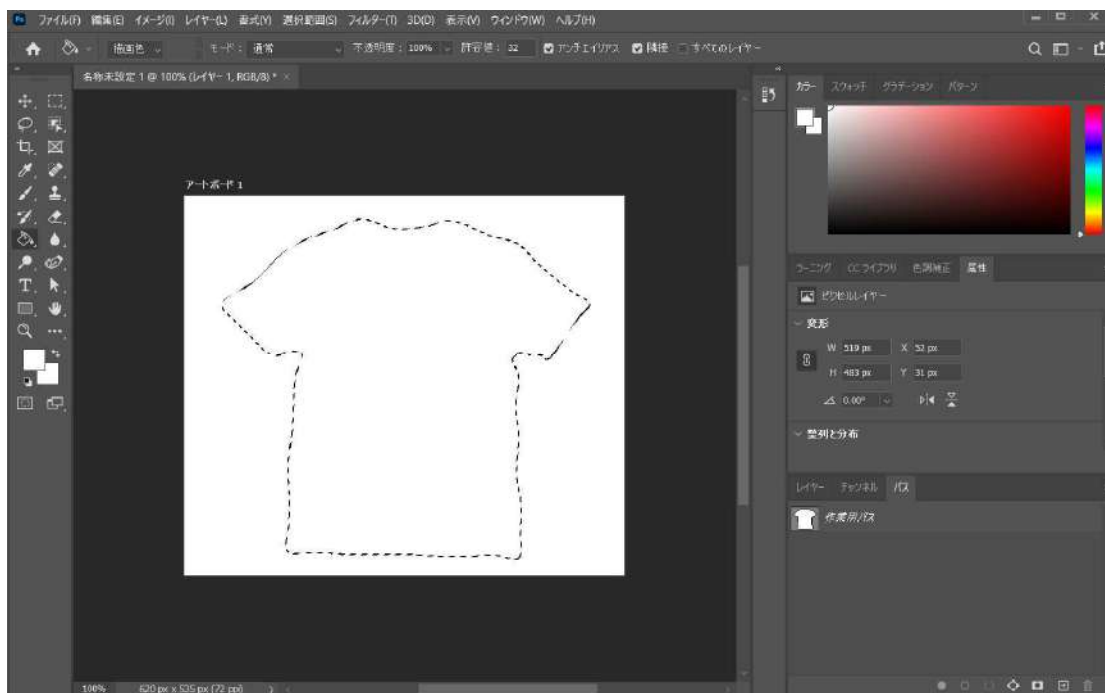 Ps ファイル(F) 編集(E) イメージ(I) レイヤー(L) 書式(Y) 選択範囲(S) フィルター(T) 3D(D) 表示(V) ウィンドウ(W) ヘルプ(H)
描画色 モード： 通常 不透明度： 100% 許容値： 32 アンチエイリアス 隣接 すべてのレイヤー
名称未設定 1 @ 100% (レイヤー 1, RGB/8) * ×
カラー スウォッチ グラデーション パターン
アートボード 1
ラーニング CC ライブラリ 色調補正 属性
ピクセルレイヤー
変形
W 519 px X 52 px
H 483 px Y 31 px
0.00°
整列と分布
レイヤー チャンネル パス
作業用パス
100% 620 px x 535 px (72 ppi)